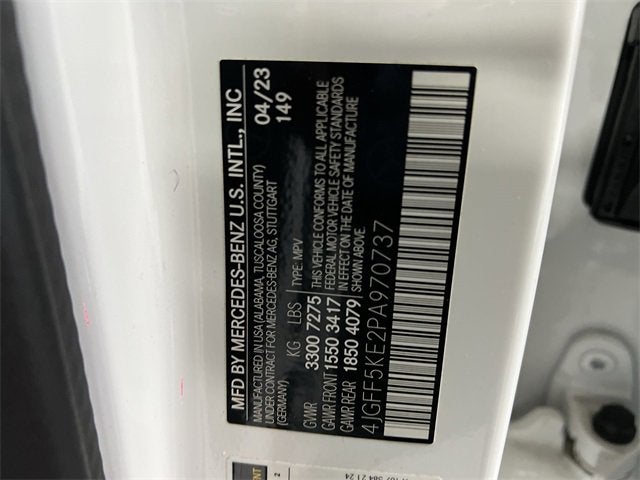 MFD BY MERCEDES-BENZ U.S. INTL., INC
MANUFACTURED IN USA (ALABAMA, TUSCALOOSA COUNTY)
UNDER CONTRACT FOR MERCEDES-BENZ AG, STUTTGART
(GERMANY)
04/23
149
KG LBS TYPE: MPV
GVWR 3300 7275
GAWR FRONT 1550 3417
GAWR REAR 1850 4079
THIS VEHICLE CONFORMS TO ALL APPLICABLE
FEDERAL MOTOR VEHICLE SAFETY STANDARDS
IN EFFECT ON THE DATE OF MANUFACTURE
SHOWN ABOVE.
4JGFF5KE2PA970737